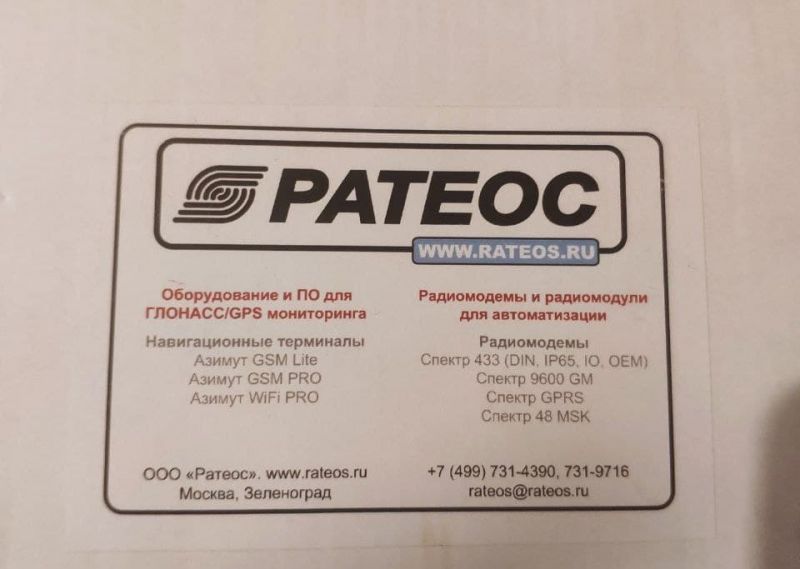 РАТЕОС
WWW.RATEOS.RU
Оборудование и ПО для
ГЛОНАСС/GPS мониторинга
Навигационные терминалы
Азимут GSM Lite
Азимут GSM PRO
Азимут WiFi PRO
Радиомодемы и радиомодули
для автоматизации
Радиомодемы
Спектр 433 (DIN, IP65, IO, OEM)
Спектр 9600 GM
Спектр GPRS
Спектр 48 MSK
ООО «Ратеос». www.rateos.ru
Москва, Зеленоград
+7 (499) 731-4390, 731-9716
rateos@rateos.ru